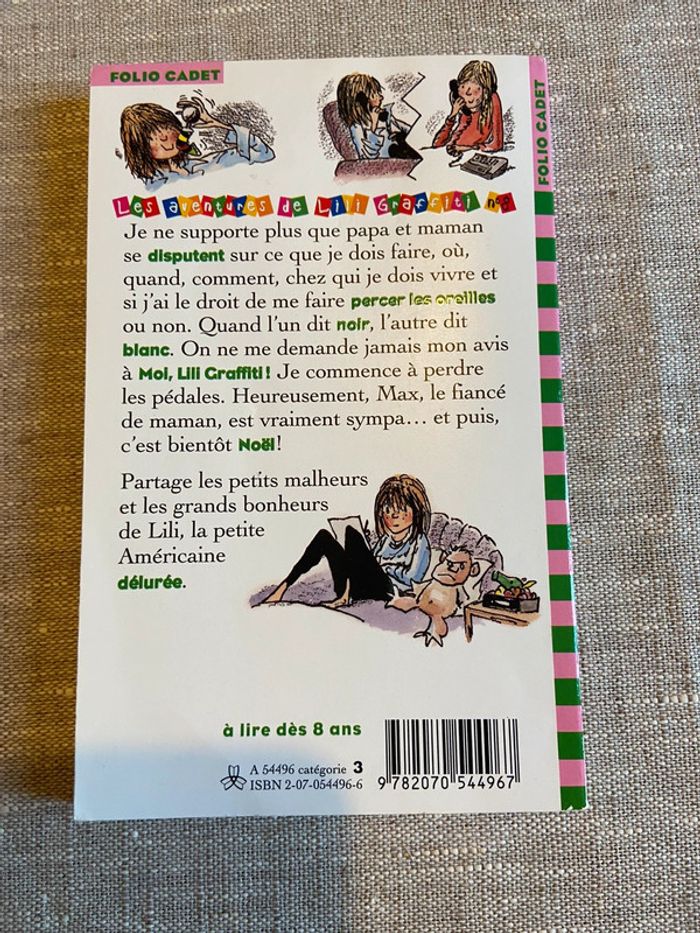 FOLIO CADET
FOLIO CADET
Les aventures de Lili Graffiti
Je ne supporte plus que papa et maman
se disputent sur ce que je dois faire, où,
quand, comment, chez qui je dois vivre et
si j'ai le droit de me faire percer les oreilles
ou non. Quand l'un dit noir, l'autre dit
blanc. On ne me demande jamais mon avis
à Moi, Lili Graffiti ! Je commence à perdre
les pédales. Heureusement, Max, le fiancé
de maman, est vraiment sympa... et puis,
c'est bientôt Noël !
Partage les petits malheurs
et les grands bonheurs
de Lili, la petite
Américaine
délurée.
à lire dès 8 ans
A 54496 catégorie 3
ISBN 2-07-054496-6
9 782070 544967